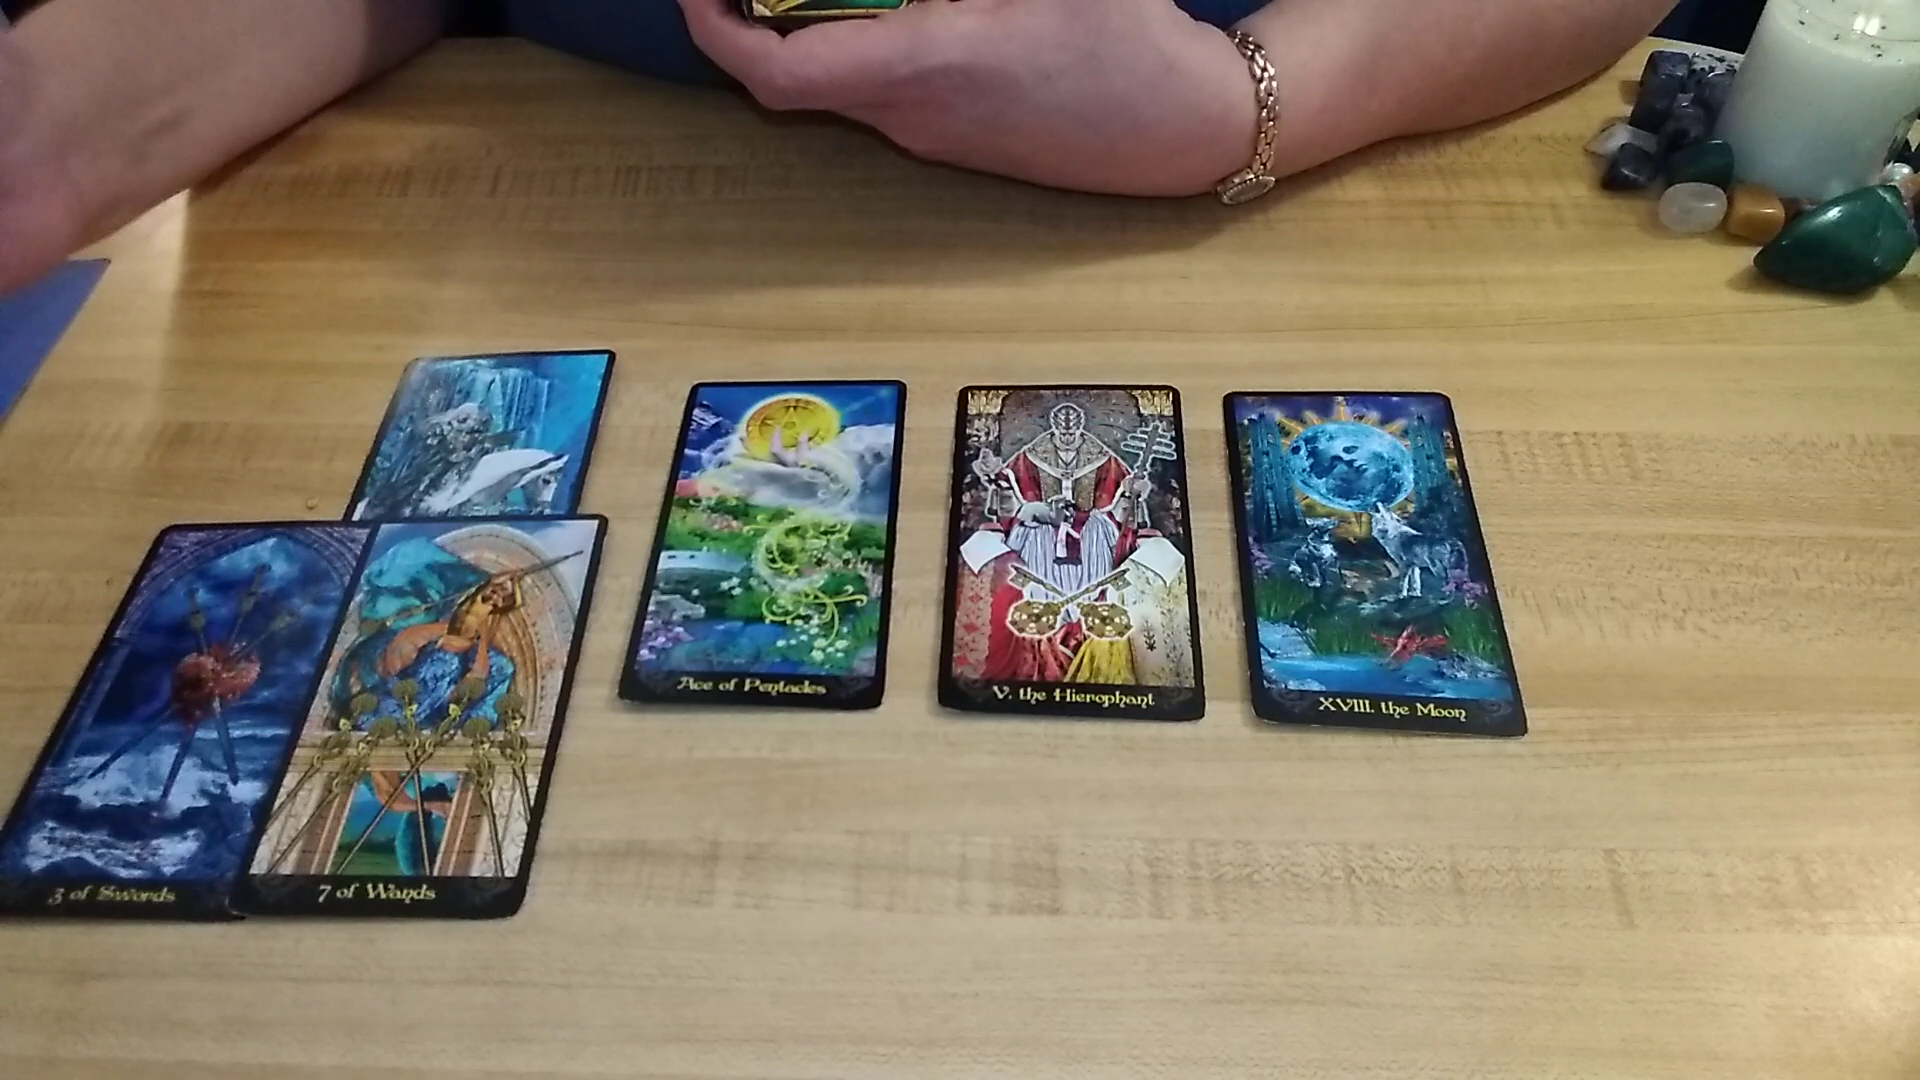 Ace of Pentacles
V. the Hierophant
XVIII. the Moon
3 of Swords
7 of Wands